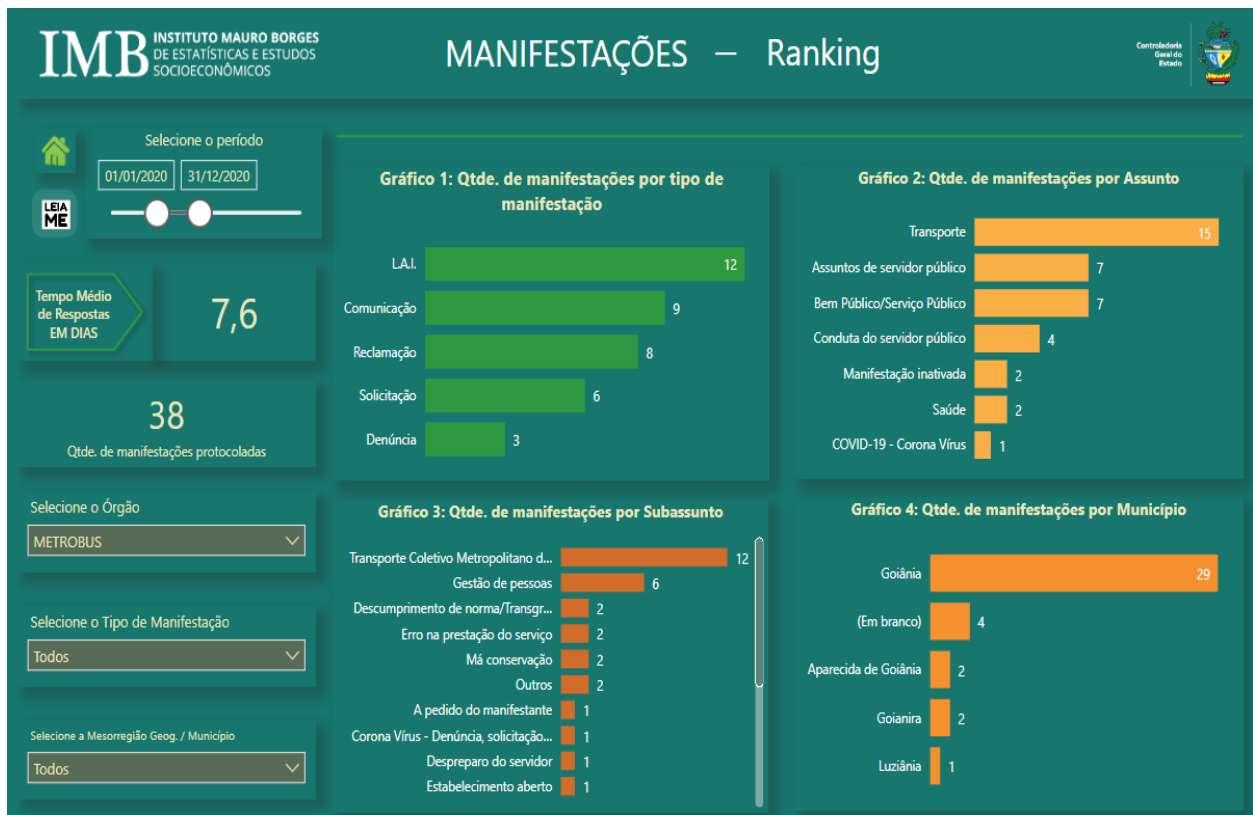 IMB
INSTITUTO MAURO BORGES
DE ESTATÍSTICAS E ESTUDOS
SOCIOECONÔMICOS
MANIFESTAÇÕES – Ranking
Controladoria
Geral do
Estado
Selecione o período
01/01/2020 31/12/2020
LEIA
ME
Tempo Médio
de Respostas
EM DIAS
7,6
38
Qtde. de manifestações protocoladas
Selecione o Órgão
METROBUS
Selecione o Tipo de Manifestação
Todos
Selecione a Mesorregião Geog. / Município
Todos
Gráfico 1: Qtde. de manifestações por tipo de
manifestação
L.A.I. 12
Comunicação 9
Reclamação 8
Solicitação 6
Denúncia 3
Gráfico 2: Qtde. de manifestações por Assunto
Transporte 15
Assuntos de servidor público 7
Bem Público/Serviço Público 7
Conduta do servidor público 4
Manifestação inativada 2
Saúde 2
COVID-19 - Corona Vírus 1
Gráfico 3: Qtde. de manifestações por Subassunto
Transporte Coletivo Metropolitano d... 12
Gestão de pessoas 6
Descumprimento de norma/Transgr... 2
Erro na prestação do serviço 2
Má conservação 2
Outros 2
A pedido do manifestante 1
Corona Vírus - Denúncia, solicitação... 1
Despreparo do servidor 1
Estabelecimento aberto 1
Gráfico 4: Qtde. de manifestações por Município
Goiânia 29
(Em branco) 4
Aparecida de Goiânia 2
Goianira 2
Luziânia 1